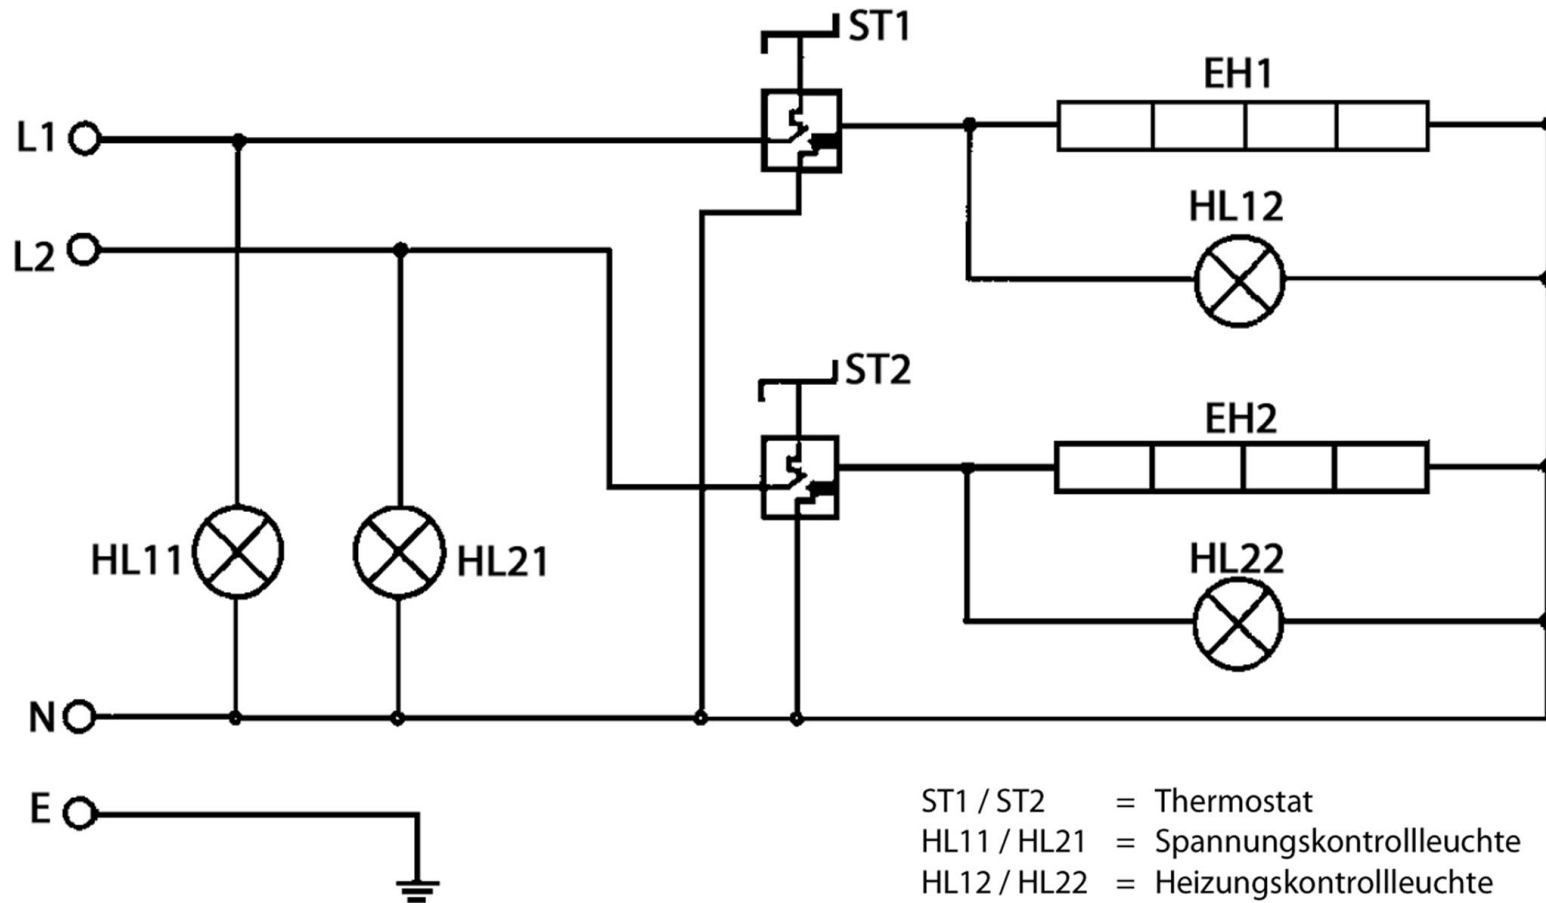 ST1
EH1
L1
HL12
L2
ST2
EH2
HL11
HL21
HL22
N
E
ST1 / ST2 = Thermostat
HL11 / HL21 = Spannungskontrollleuchte
HL12 / HL22 = Heizungskontrollleuchte